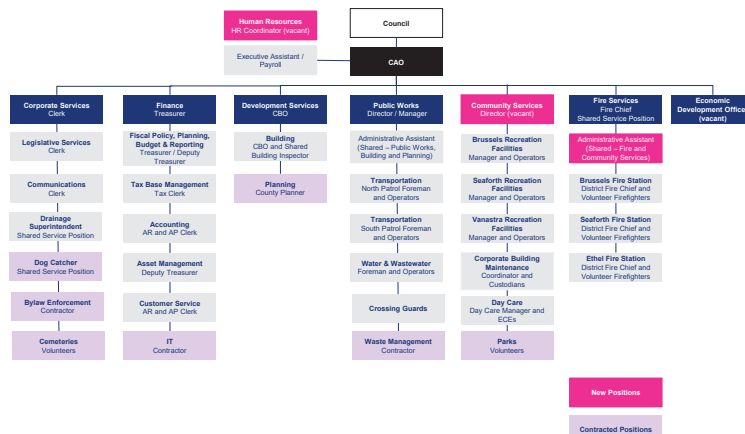 Human Resources
HR Coordinator (vacant)
Council
Executive Assistant /
Payroll
CAO
Corporate Services
Clerk
Finance
Treasurer
Development Services
CBO
Public Works
Director / Manager
Community Services
Director (vacant)
Fire Services
Fire Chief
Shared Service Position
Economic
Development Officer
(vacant)
Legislative Services
Clerk
Communications
Clerk
Drainage
Superintendent
Shared Service Position
Dog Catcher
Shared Service Position
Bylaw Enforcement
Contractor
Cemeteries
Volunteers
Fiscal Policy, Planning,
Budget & Reporting
Treasurer / Deputy
Treasurer
Tax Base Management
Tax Clerk
Accounting
AR and AP Clerk
Asset Management
Deputy Treasurer
Customer Service
AR and AP Clerk
IT
Contractor
Building
CBO and Shared
Building Inspector
Planning
County Planner
Administrative Assistant
(Shared – Public Works,
Building and Planning)
Transportation
North Patrol Foreman
and Operators
Transportation
South Patrol Foreman
and Operators
Water & Wastewater
Foreman and Operators
Crossing Guards
Waste Management
Contractor
Brussels Recreation
Facilities
Manager and Operators
Seaforth Recreation
Facilities
Manager and Operators
Vanastra Recreation
Facilities
Manager and Operators
Corporate Building
Maintenance
Coordinator and
Custodians
Day Care
Day Care Manager and
ECEs
Parks
Volunteers
Administrative Assistant
(Shared – Fire and
Community Services)
Brussels Fire Station
District Fire Chief and
Volunteer Firefighters
Seaforth Fire Station
District Fire Chief and
Volunteer Firefighters
Ethel Fire Station
District Fire Chief and
Volunteer Firefighters
New Positions
Contracted Positions